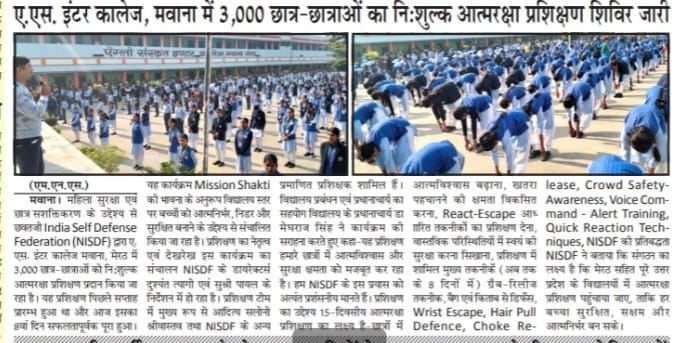 ए.एस. इंटर कालेज, मवाना में 3,000 छात्र-छात्राओं का नि:शुल्क आत्मरक्षा प्रशिक्षण शिविर जारी
ऐंग्लो संस्कृत इण्टर कालेज मवाना
(एम.एन.एस.)
मवाना। महिला सुरक्षा एवं
छात्र सशक्तिकरण के उद्देश्य से
छवतजी India Self Defense
Federation (NISDF) द्वारा ए.
एस. इंटर कालेज मवाना, मेरठ में
3,000 छात्र-छात्राओं को नि:शुल्क
आत्मरक्षा प्रशिक्षण प्रदान किया जा
रहा है। यह प्रशिक्षण पिछले सप्ताह
प्रारम्भ हुआ था और आज इसका
8वां दिन सफलतापूर्वक पूरा हुआ।
यह कार्यक्रम Mission Shakti
की भावना के अनुरूप विद्यालय स्तर
पर बच्चों को आत्मनिर्भर, निडर और
सुरक्षित बनाने के उद्देश्य से संचालित
किया जा रहा है। प्रशिक्षण का नेतृत्व
एवं देखरेख इस कार्यक्रम का
संचालन NISDF के डायरेक्टर्स
दुश्यंत त्यागी एवं सुश्री पायल के
निर्देशन में हो रहा है। प्रशिक्षण टीम
में मुख्य रूप से आदित्य सलोनी
श्रीवास्तव तथा NISDF के अन्य
प्रमाणित प्रशिक्षक शामिल हैं।
विद्यालय प्रबंधन एवं प्रधानाचार्य का
सहयोग विद्यालय के प्रधानाचार्य डा
मेघराज सिंह ने कार्यक्रम की
सराहना करते हुए कहा-यह प्रशिक्षण
हमारे छात्रों में आत्मविश्वास और
सुरक्षा क्षमता को मजबूत कर रहा
है। हम NISDF के इस प्रयास को
अत्यंत प्रशंसनीय मानते हैं। प्रशिक्षण
का उद्देश्य 15-दिवसीय आत्मरक्षा
प्रशिक्षण का लक्ष्य है-छात्रों में
आत्मविश्वास बढ़ाना, खतरा
पहचानने की क्षमता विकसित
करना, React-Escape आध
ारित तकनीकों का प्रशिक्षण देना,
वास्तविक परिस्थितियों में स्वयं की
सुरक्षा करना सिखाना, प्रशिक्षण में
शामिल मुख्य तकनीकें (अब तक
के 8 दिनों में) ग्रैब-रिलीज
तकनीक, बैग एवं किताब से डिफेंस,
Wrist Escape, Hair Pull
Defence, Choke Re-
lease, Crowd Safety-
Awareness, Voice Com-
mand - Alert Training,
Quick Reaction Tech-
niques, NISDF की प्रतिबद्धता
NISDF ने बताया कि संगठन का
लक्ष्य है कि मेरठ सहित पूरे उत्तर
प्रदेश के विद्यालयों में आत्मरक्षा
प्रशिक्षण पहुंचाया जाए, ताकि हर
बच्चा सुरक्षित, सक्षम और
आत्मनिर्भर बन सके।